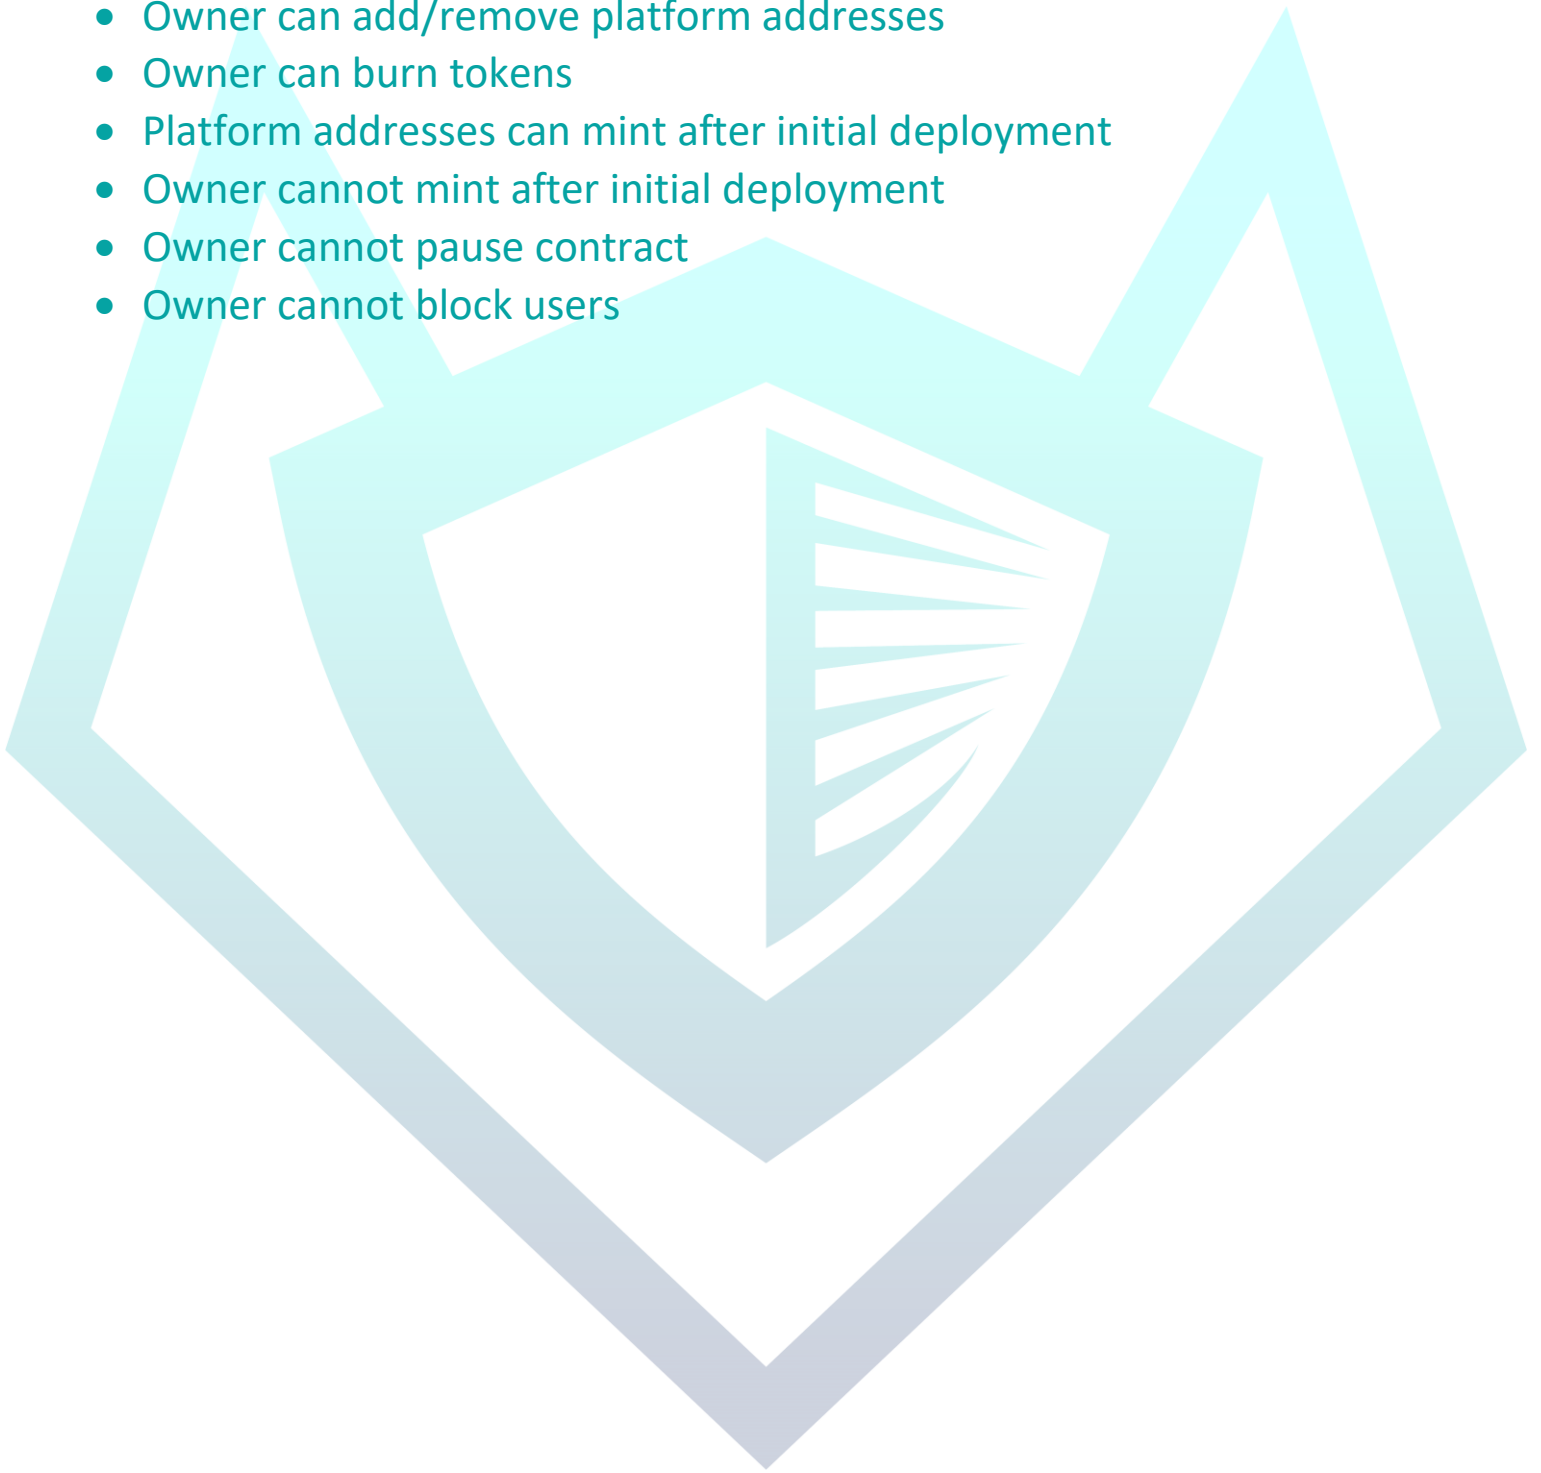 • Owner can add/remove platform addresses
• Owner can burn tokens
• Platform addresses can mint after initial deployment
• Owner cannot mint after initial deployment
• Owner cannot pause contract
• Owner cannot block users